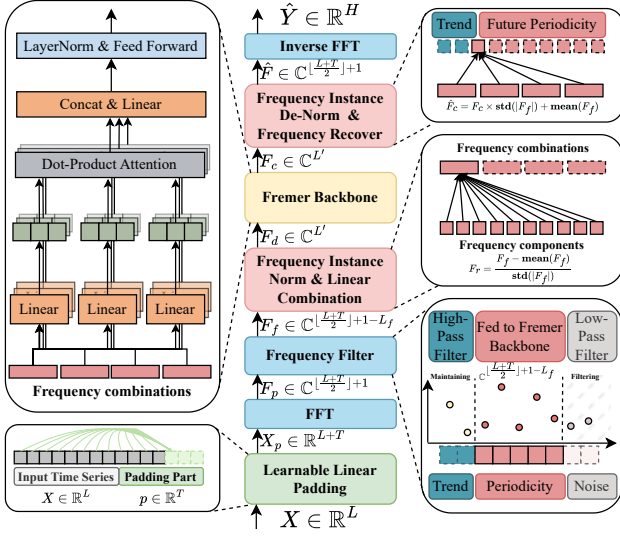 LayerNorm & Feed Forward
Concat & Linear
Dot-Product Attention
Linear
Linear
Linear
Frequency combinations
Input Time Series
Padding Part
X ∈ ℝ^L
p ∈ ℝ^T
Ŷ ∈ ℝ^H
Inverse FFT
F̂ ∈ ℂ^{⌊(L+T)/2⌋+1}
Frequency Instance
De-Norm &
Frequency Recover
F_c ∈ ℂ^{L'}
Fremer Backbone
F_d ∈ ℂ^{L'}
Frequency Instance
Norm & Linear
Combination
F_f ∈ ℂ^{⌊(L+T)/2⌋+1−L_f}
Frequency Filter
F_p ∈ ℂ^{⌊(L+T)/2⌋+1}
FFT
X_p ∈ ℝ^{L+T}
Learnable Linear
Padding
X ∈ ℝ^L
Trend
Future Periodicity
F̂_c = F_c × std(|F_f|) + mean(F_f)
Frequency combinations
Frequency components
F_r = (F_f − mean(F_f)) / std(|F_f|)
High-
Pass
Filter
Fed to Fremer
Backbone
Low-
Pass
Filter
Maintaining
ℂ^{⌊(L+T)/2⌋+1−L_f}
Filtering
Trend
Periodicity
Noise